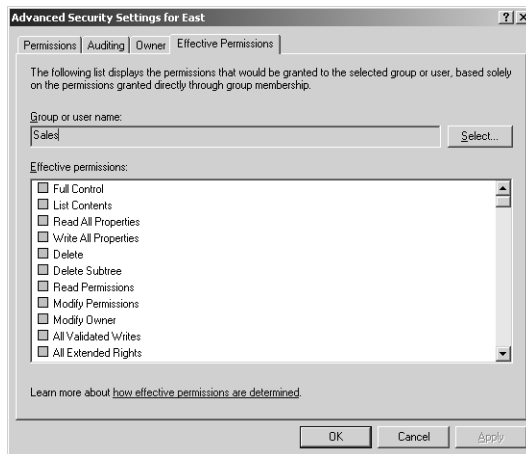 Advanced Security Settings for East
Permissions Auditing Owner Effective Permissions
The following list displays the permissions that would be granted to the selected group or user, based solely
on the permissions granted directly through group membership.
Group or user name:
Sales
Select...
Effective permissions:
Full Control
List Contents
Read All Properties
Write All Properties
Delete
Delete Subtree
Read Permissions
Modify Permissions
Modify Owner
All Validated Writes
All Extended Rights
Learn more about how effective permissions are determined.
OK Cancel Apply